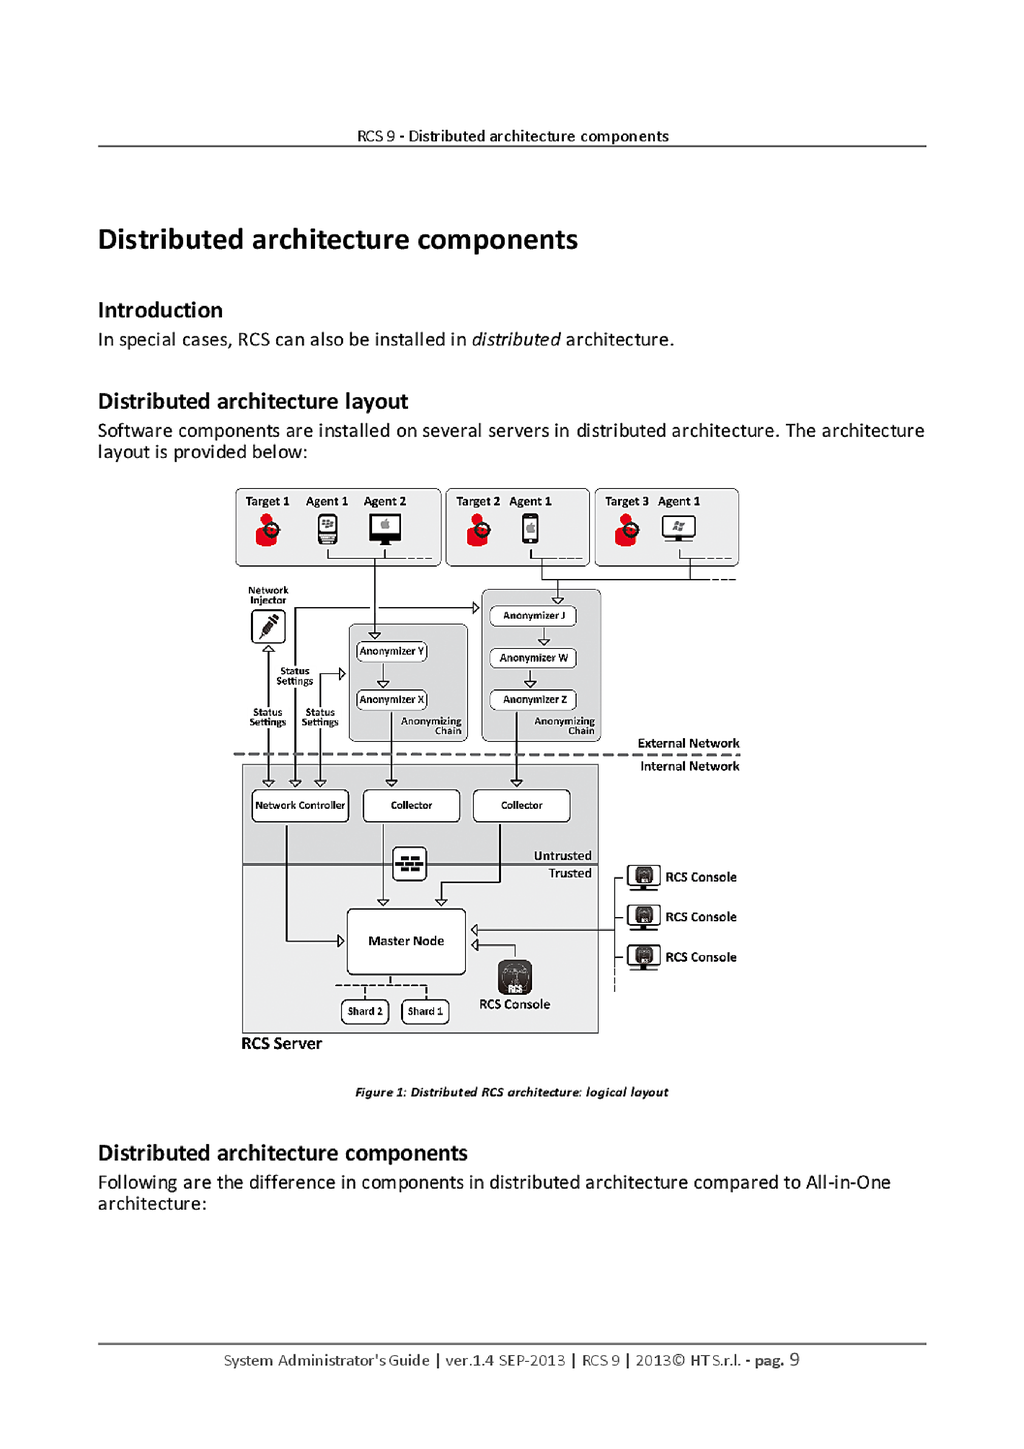 RCS 9 - Distributed architecture components
Distributed architecture components
Introduction
In special cases, RCS can also be installed in distributed architecture.
Distributed architecture layout
Software components are installed on several servers in distributed architecture. The architecture
layout is provided below:
Target 1 Agent 1 Agent 2
Target 2 Agent 1
Target 3 Agent 1
Network
Injector
Anonymizer J
Anonymizer Y
Anonymizer W
Status
Settings
Anonymizer X
Anonymizer Z
Status
Settings
Status
Settings
Anonymizing
Chain
Anonymizing
Chain
External Network
Internal Network
Network Controller
Collector
Collector
Untrusted
Trusted
RCS Console
RCS Console
RCS Console
Master Node
RCS
RCS Console
Shard 2
Shard 1
RCS Server
Figure 1: Distributed RCS architecture: logical layout
Distributed architecture components
Following are the difference in components in distributed architecture compared to All-in-One
architecture:
System Administrator's Guide | ver.1.4 SEP-2013 | RCS 9 | 2013© HT S.r.l. - pag. 9